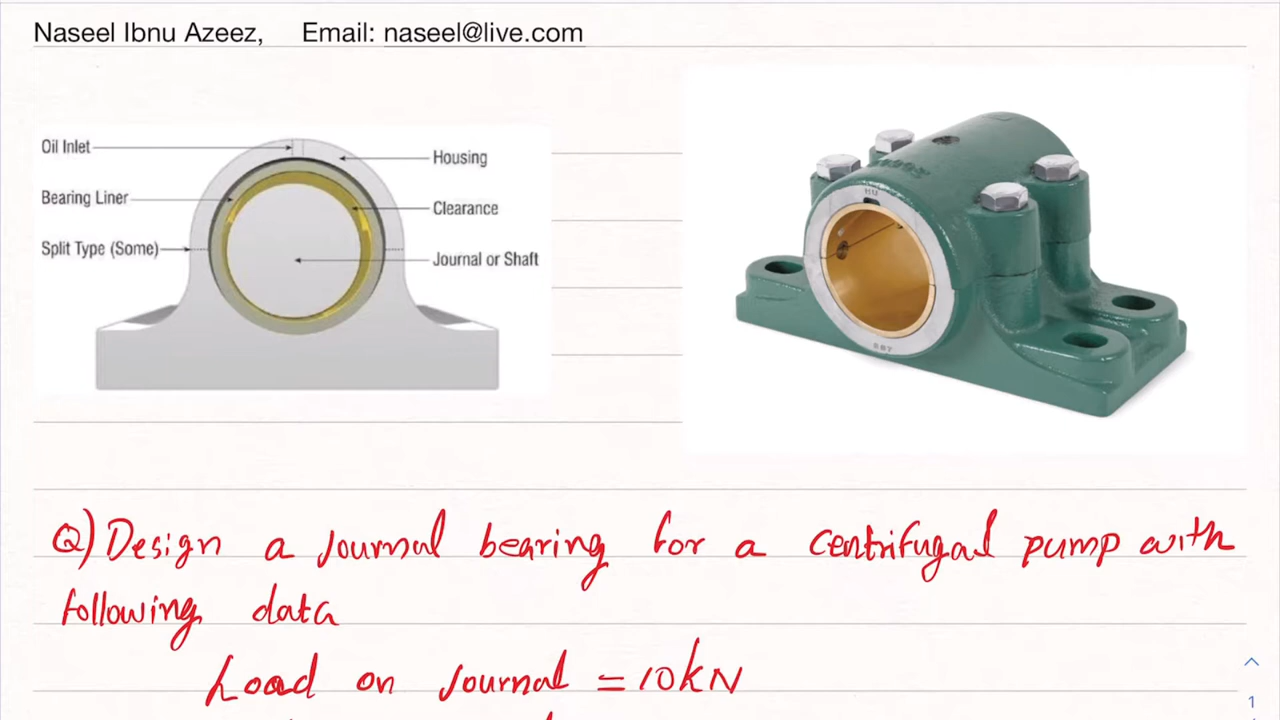 Naseel Ibnu Azeez, Email: naseel@live.com
Oil Inlet
Housing
Bearing Liner
Clearance
Split Type (Some)
Journal or Shaft
Q) Design a Journal bearing for a centrifugal pump with
following data
Load on Journal = 10kN
1